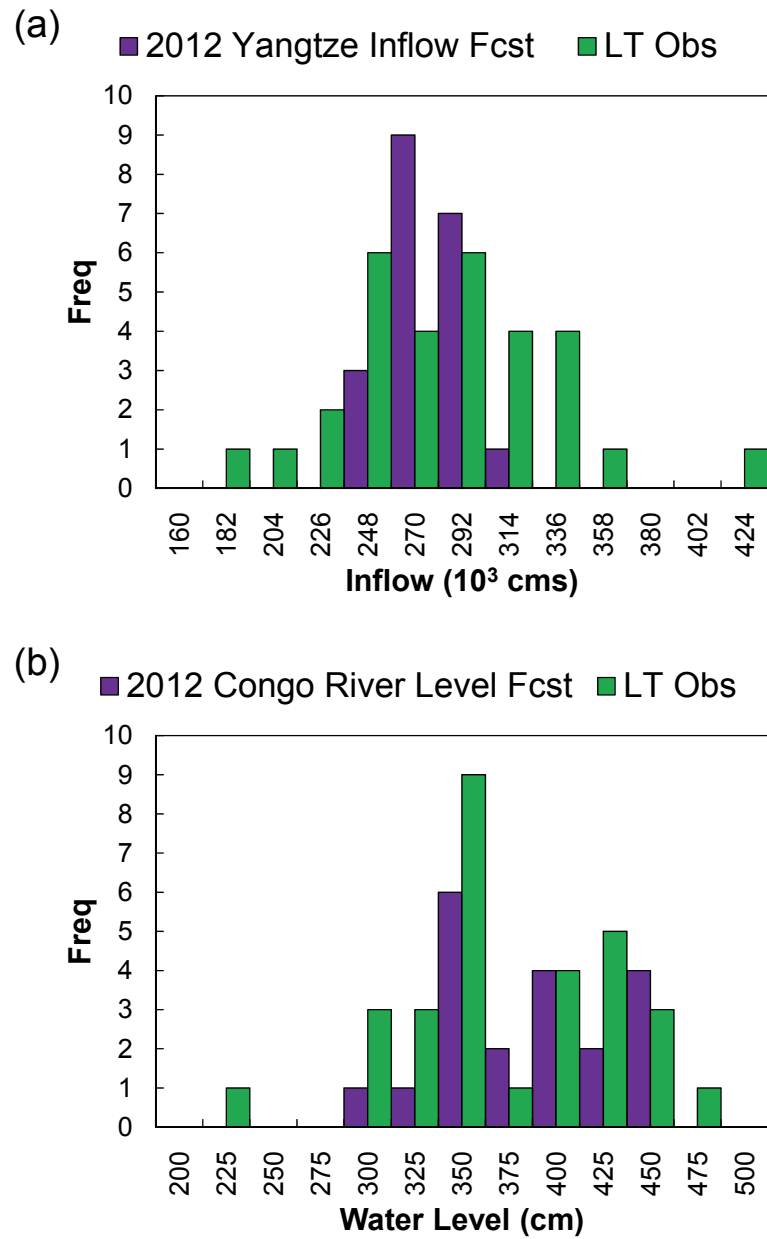 (a)
2012 Yangtze Inflow Fcst LT Obs
10
9
8
7
6
5
4
3
2
1
0
Freq
160 182 204 226 248 270 292 314 336 358 380 402 424
Inflow (10³ cms)
(b)
2012 Congo River Level Fcst LT Obs
10
9
8
7
6
5
4
3
2
1
0
Freq
200 225 250 275 300 325 350 375 400 425 450 475 500
Water Level (cm)